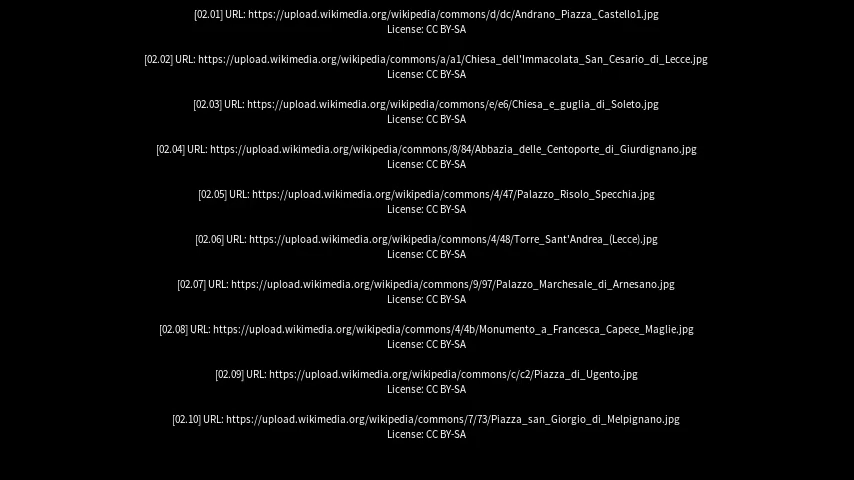 [02.01] URL: https://upload.wikimedia.org/wikipedia/commons/d/dc/Andrano_Piazza_Castello1.jpg
License: CC BY-SA
[02.02] URL: https://upload.wikimedia.org/wikipedia/commons/a/a1/Chiesa_dell'Immacolata_San_Cesario_di_Lecce.jpg
License: CC BY-SA
[02.03] URL: https://upload.wikimedia.org/wikipedia/commons/e/e6/Chiesa_e_guglia_di_Soleto.jpg
License: CC BY-SA
[02.04] URL: https://upload.wikimedia.org/wikipedia/commons/8/84/Abbazia_delle_Centoporte_di_Giurdignano.jpg
License: CC BY-SA
[02.05] URL: https://upload.wikimedia.org/wikipedia/commons/4/47/Palazzo_Risolo_Specchia.jpg
License: CC BY-SA
[02.06] URL: https://upload.wikimedia.org/wikipedia/commons/4/48/Torre_Sant'Andrea_(Lecce).jpg
License: CC BY-SA
[02.07] URL: https://upload.wikimedia.org/wikipedia/commons/9/97/Palazzo_Marchesale_di_Arnesano.jpg
License: CC BY-SA
[02.08] URL: https://upload.wikimedia.org/wikipedia/commons/4/4b/Monumento_a_Francesca_Capece_Maglie.jpg
License: CC BY-SA
[02.09] URL: https://upload.wikimedia.org/wikipedia/commons/c/c2/Piazza_di_Ugento.jpg
License: CC BY-SA
[02.10] URL: https://upload.wikimedia.org/wikipedia/commons/7/73/Piazza_san_Giorgio_di_Melpignano.jpg
License: CC BY-SA